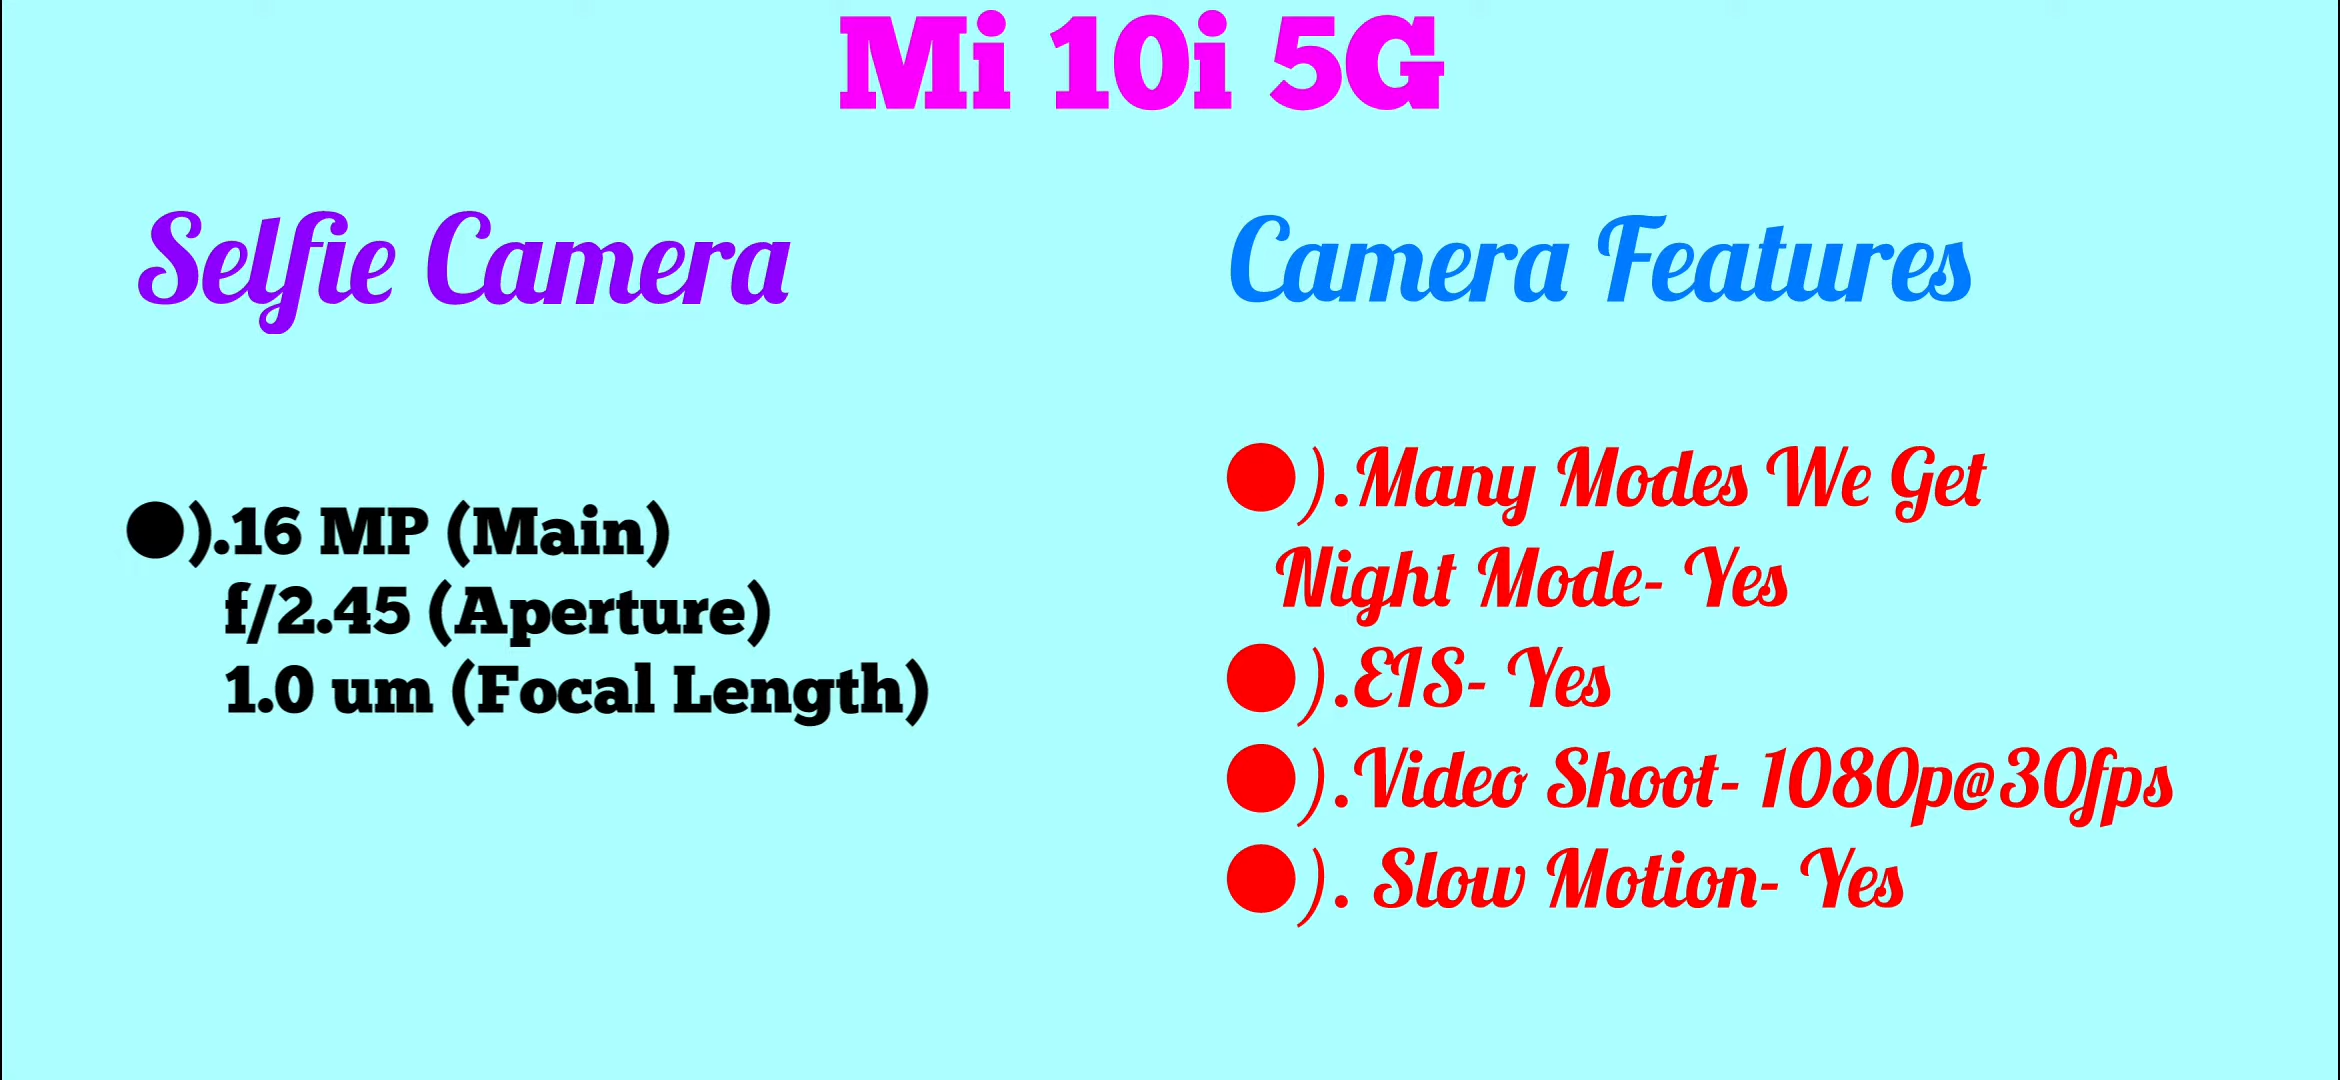 Mi 10i 5G
Selfie Camera
●).16 MP (Main)
f/2.45 (Aperture)
1.0 um (Focal Length)
Camera Features
●).Many Modes We Get
Night Mode- Yes
●).EIS- Yes
●).Video Shoot- 1080p@30fps
●). Slow Motion- Yes